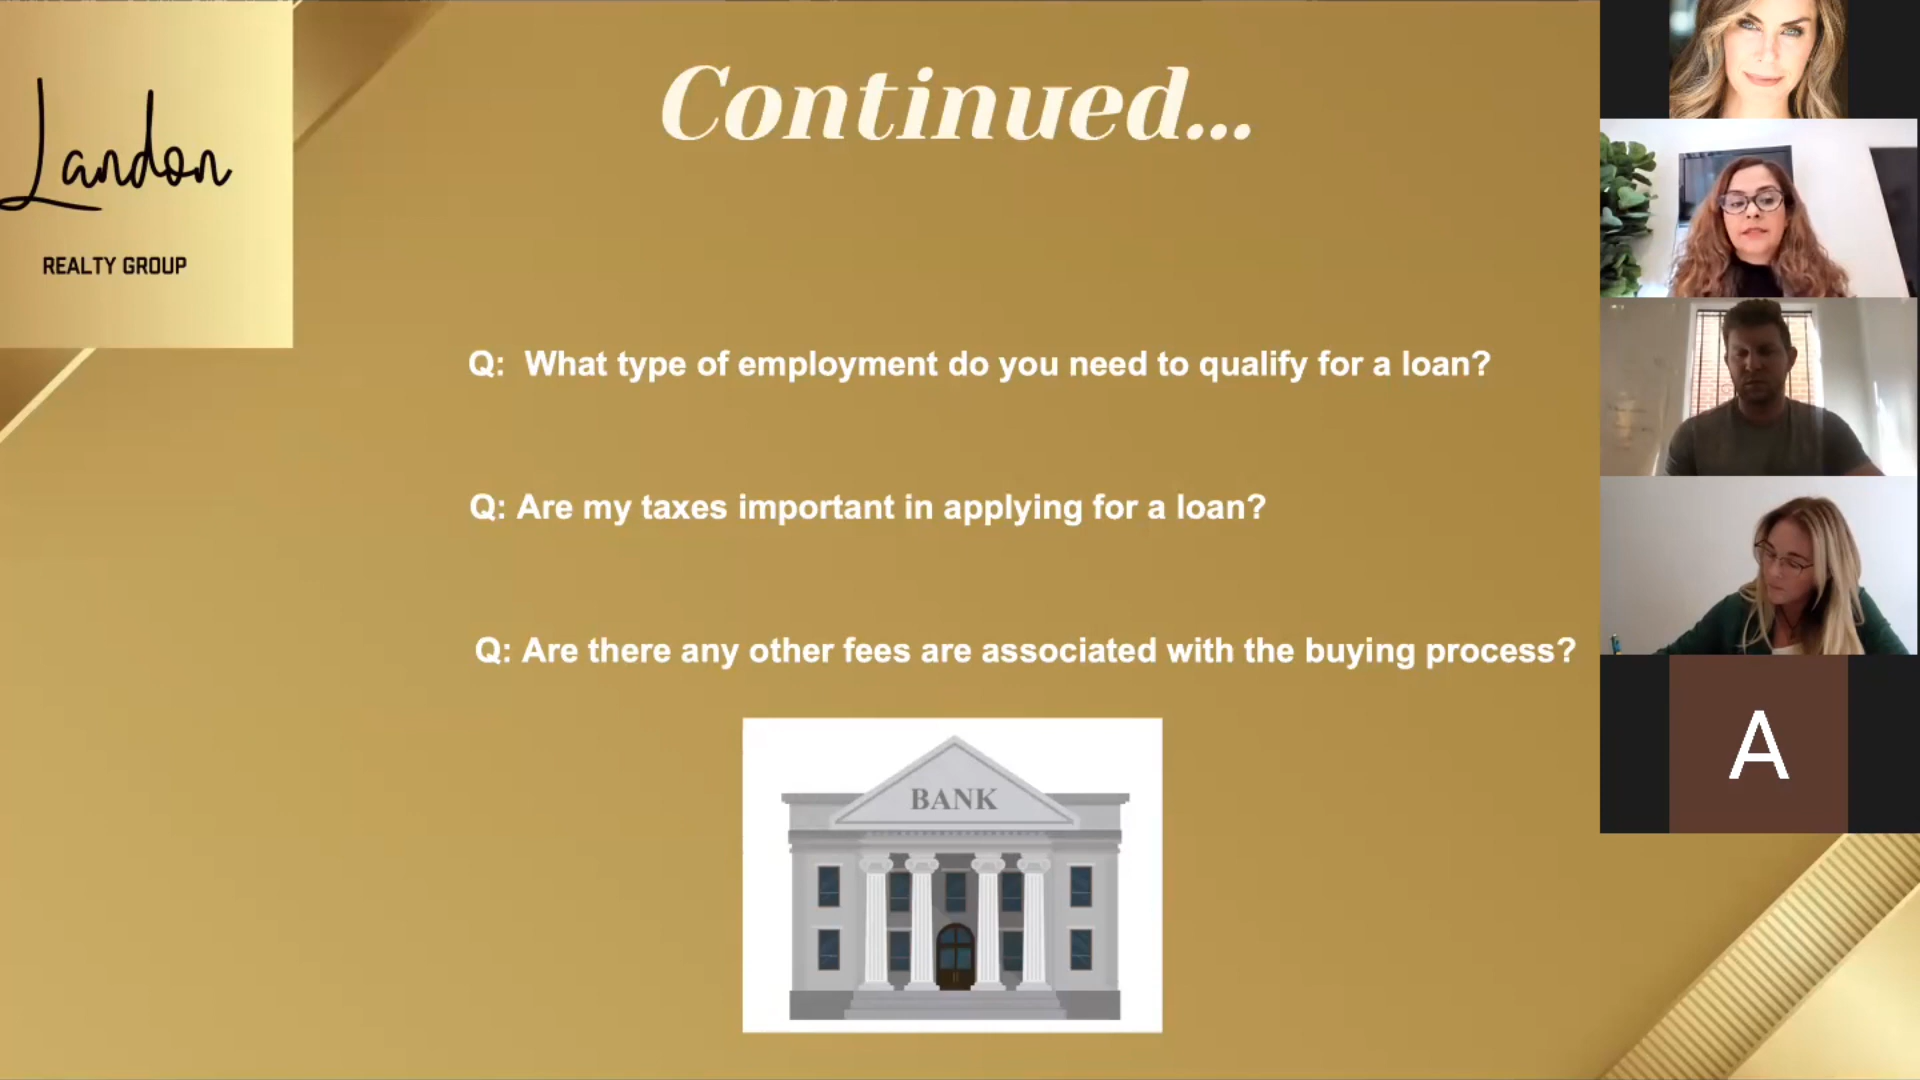 Landon
REALTY GROUP
Continued...
Q: What type of employment do you need to qualify for a loan?
Q: Are my taxes important in applying for a loan?
Q: Are there any other fees are associated with the buying process?
BANK
A